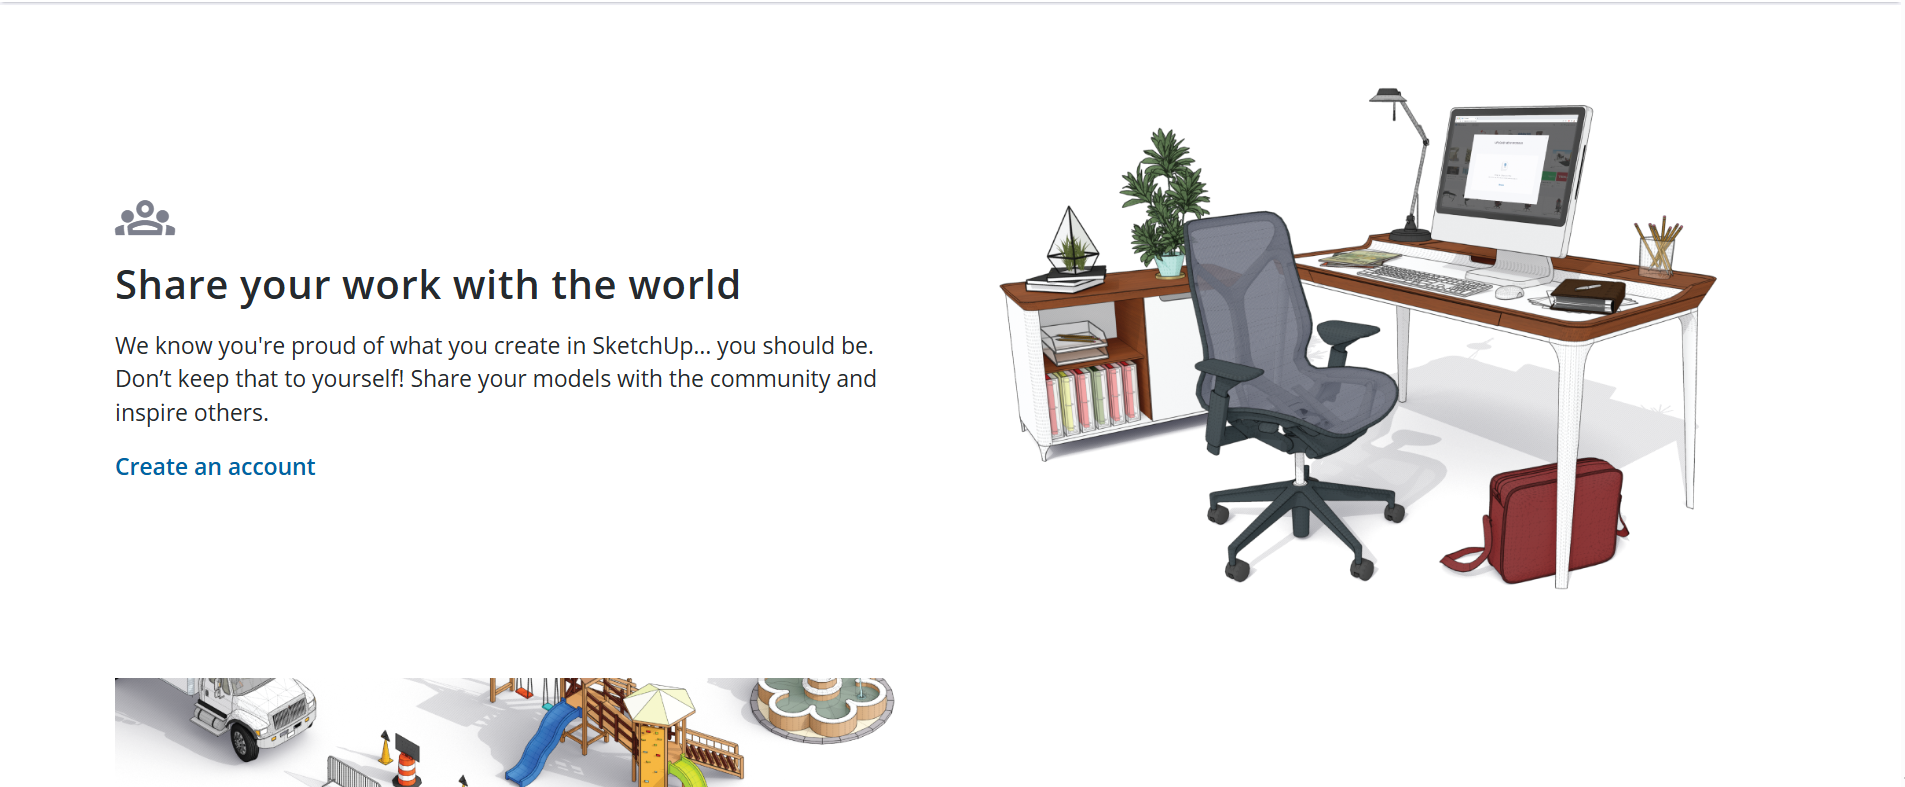 Share your work with the world
We know you're proud of what you create in SketchUp... you should be.
Don’t keep that to yourself! Share your models with the community and
inspire others.
Create an account